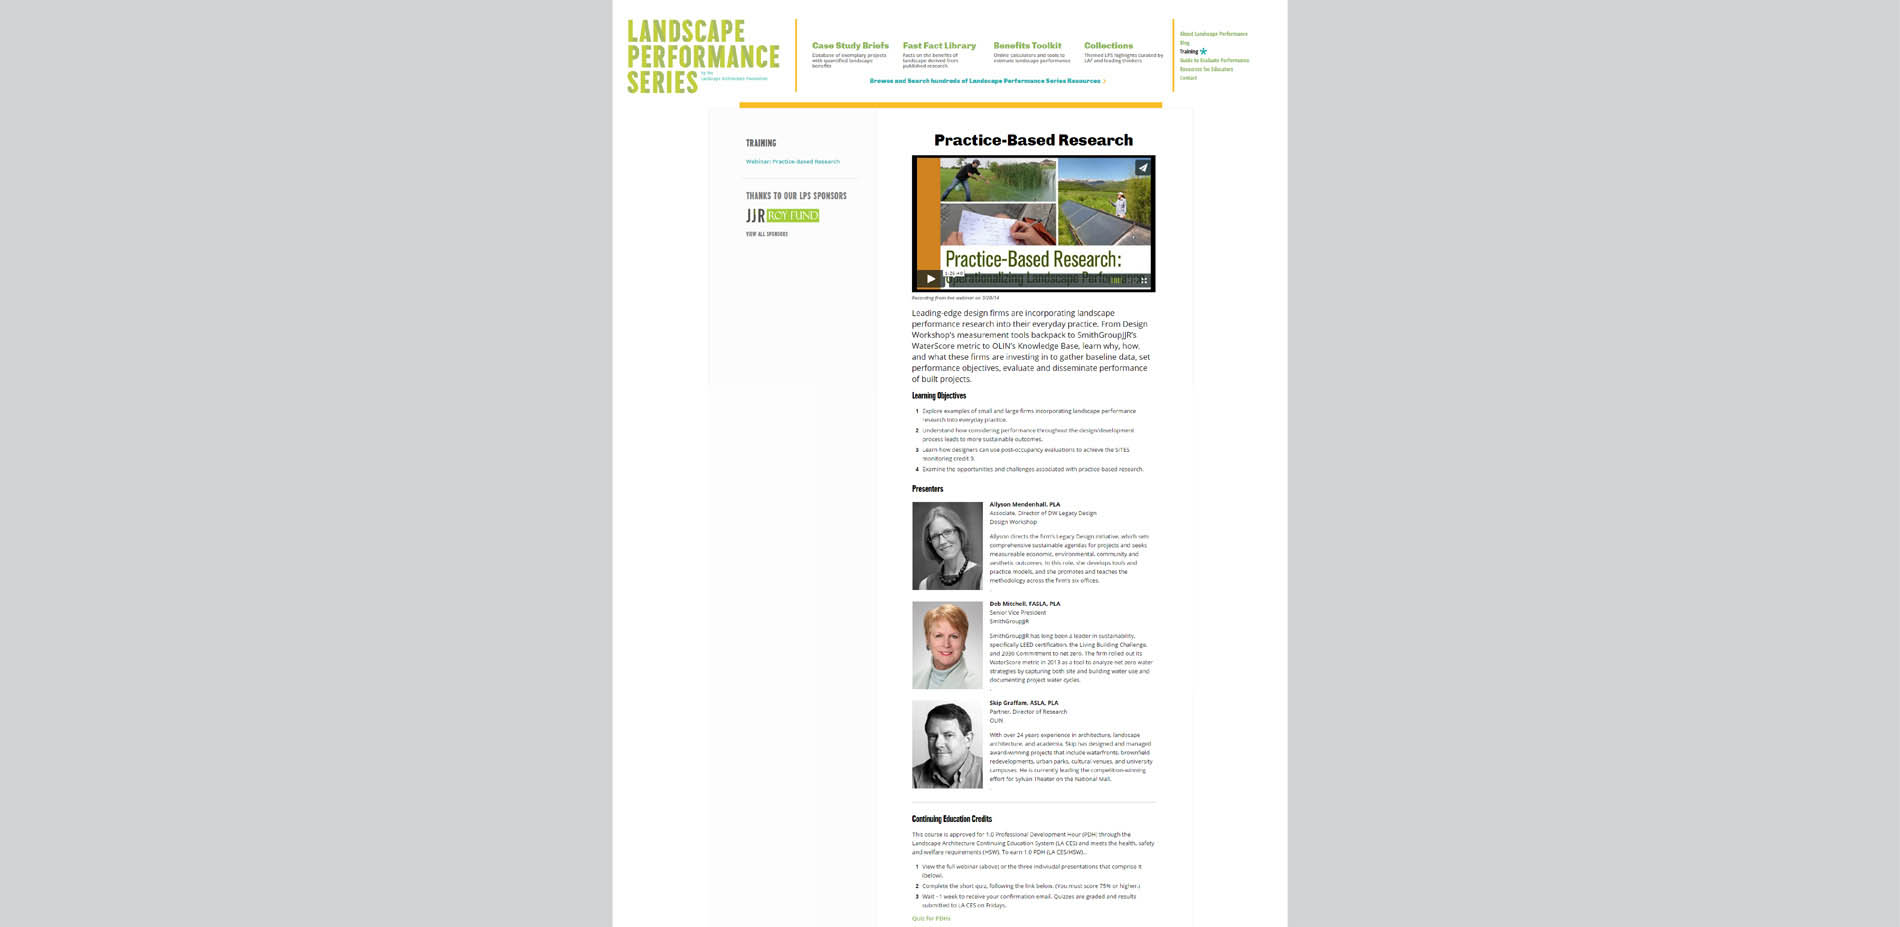 LANDSCAPE
PERFORMANCE
SERIES
by the
Landscape Architecture Foundation
Case Study Briefs
Database of exemplary projects
with quantified landscape
benefits
Fast Fact Library
Facts on the benefits of
landscape derived from
published research.
Benefits Toolkit
Online calculators and tools to
estimate landscape performance
Collections
Themed LPS highlights curated by
LAF and leading thinkers
Browse and Search hundreds of Landscape Performance Series Resources >
About Landscape Performance
Blog
Training
Guide to Evaluate Performance
Resources for Educators
Contact
TRAINING
Webinar: Practice-Based Research
THANKS TO OUR LPS SPONSORS
JJR ROY FUND
VIEW ALL SPONSORS
Practice-Based Research
Practice-Based Research:
Operationalizing Landscape Performance
Recording from live webinar on 3/20/14
Leading-edge design firms are incorporating landscape
performance research into their everyday practice. From Design
Workshop's measurement tools backpack to SmithGroupJJR's
WaterScore metric to OLIN's Knowledge Base, learn why, how,
and what these firms are investing in to gather baseline data, set
performance objectives, evaluate and disseminate performance
of built projects.
Learning Objectives
1 Explore examples of small and large firms incorporating landscape performance
research into everyday practice.
2 Understand how considering performance throughout the design/development
process leads to more sustainable outcomes.
3 Learn how designers can use post-occupancy evaluations to achieve the SITES
monitoring credit 9.
4 Examine the opportunities and challenges associated with practice-based research.
Presenters
Allyson Mendenhall, PLA
Associate, Director of DW Legacy Design
Design Workshop
Allyson directs the firm's Legacy Design initiative, which sets
comprehensive sustainable agendas for projects and seeks
measureable economic, environmental, community and
aesthetic outcomes. In this role, she develops tools and
practice models, and she promotes and teaches the
methodology across the firm's six offices.
Deb Mitchell, FASLA, PLA
Senior Vice President
SmithGroupJJR
SmithGroupJJR has long been a leader in sustainability,
specifically LEED certification, the Living Building Challenge,
and 2030 Commitment to net zero. The firm rolled out its
WaterScore metric in 2013 as a tool to analyze net zero water
strategies by capturing both site and building water use and
documenting project water cycles.
Skip Graffam, ASLA, PLA
Partner, Director of Research
OLIN
With over 24 years experience in architecture, landscape
architecture, and academia, Skip has designed and managed
award-winning projects that include waterfronts, brownfield
redevelopments, urban parks, cultural venues, and university
campuses. He is currently leading the competition-winning
effort for Sylvan Theater on the National Mall.
Continuing Education Credits
This course is approved for 1.0 Professional Development Hour (PDH) through the
Landscape Architecture Continuing Education System (LA CES) and meets the health, safety
and welfare requirements (HSW). To earn 1.0 PDH (LA CES/HSW)...
1 View the full webinar (above) or the three individual presentations that comprise it
(below).
2 Complete the short quiz, following the link below. (You must score 75% or higher.)
3 Wait ~1 week to receive your confirmation email. Quizzes are graded and results
submitted to LA CES on Fridays.
Quiz for PDHs